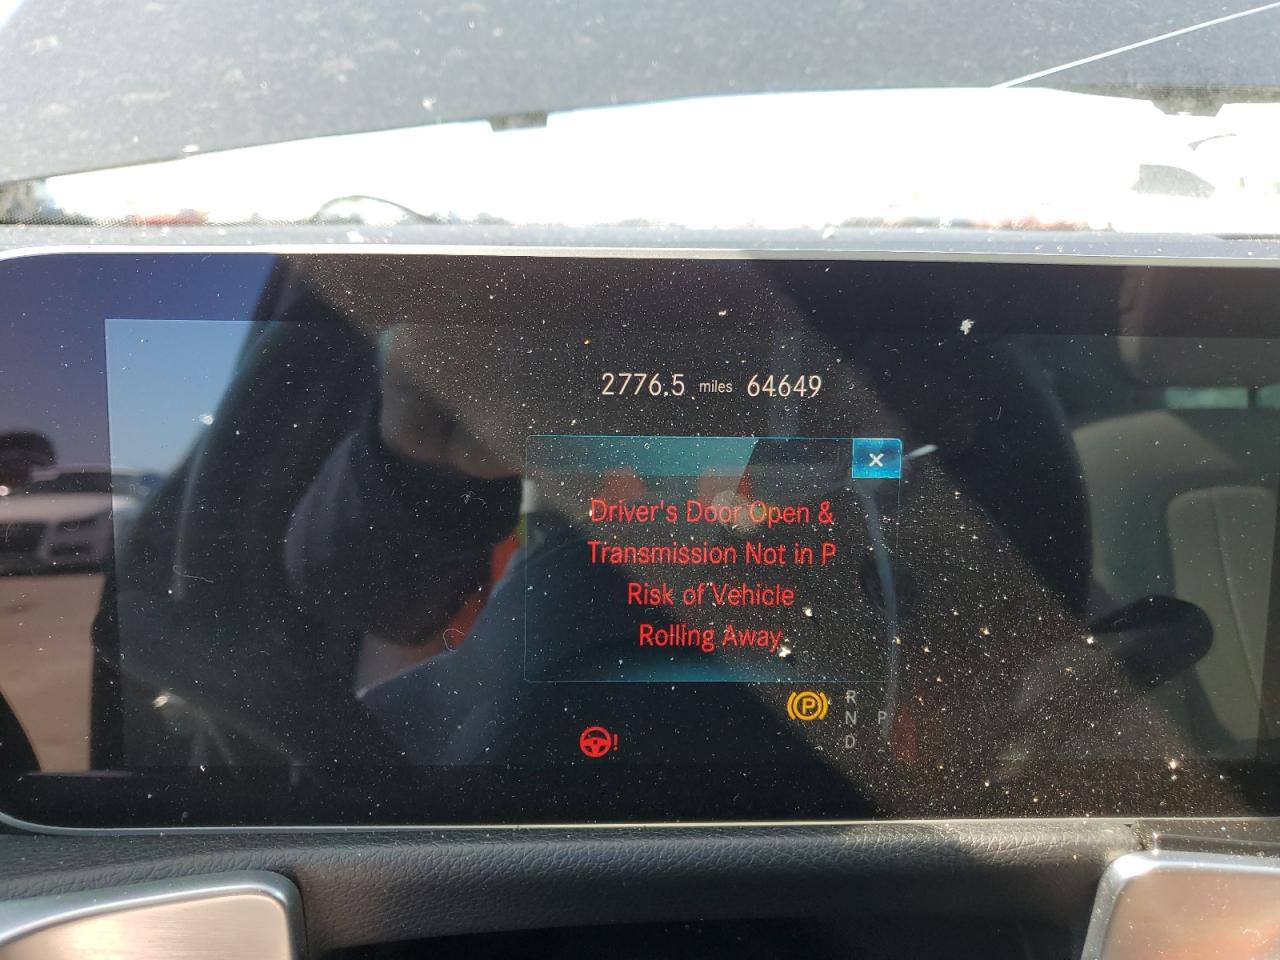 2776.5 miles 64649
Driver's Door Open &
Transmission Not in P
Risk of Vehicle
Rolling Away
P
R
N P
D